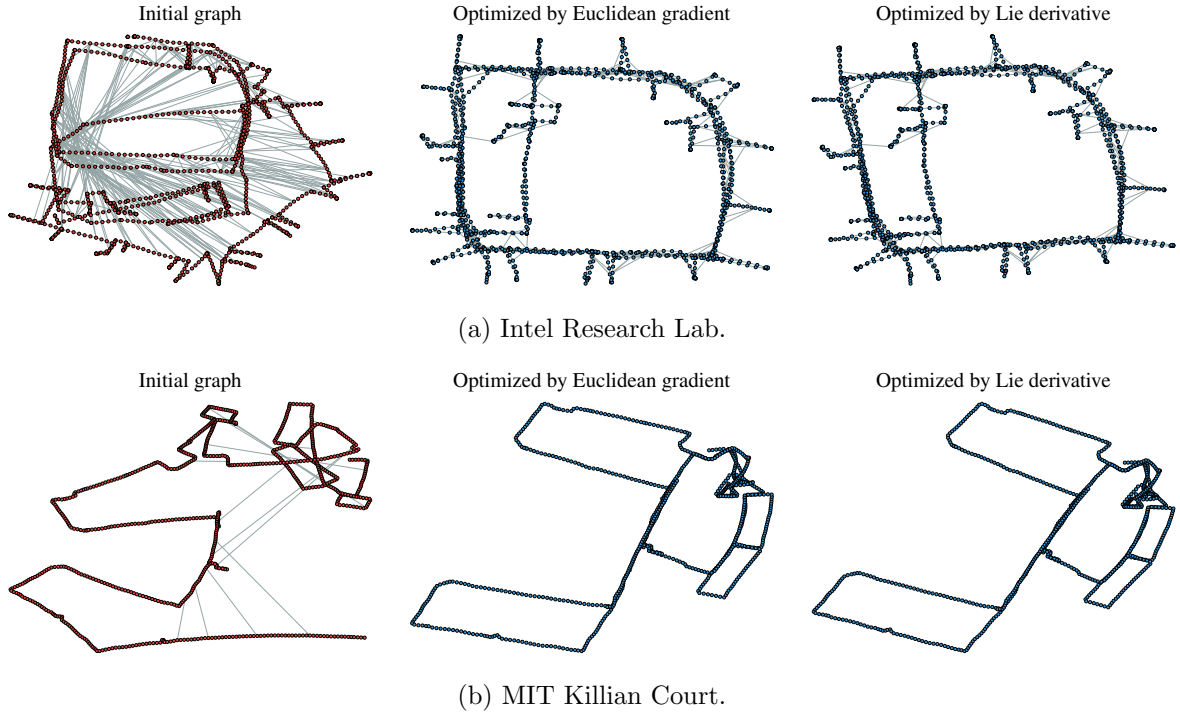 Initial graph
Optimized by Euclidean gradient
Optimized by Lie derivative
(a) Intel Research Lab.
Initial graph
Optimized by Euclidean gradient
Optimized by Lie derivative
(b) MIT Killian Court.